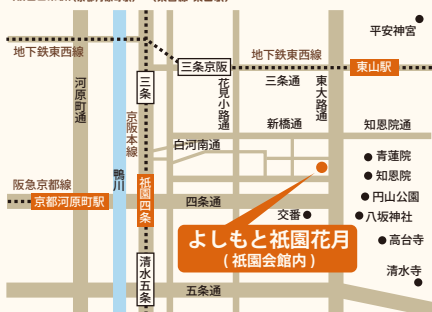 平安神宮
地下鉄東西線
地下鉄東西線
三条京阪
東山駅
三条
河原町通
花見小路通
三条通
東大路通
京阪本線
新橋通
知恩院通
白河南通
青蓮院
鴨川
知恩院
阪急京都線
祇園四条
円山公園
京都河原町駅
四条通
交番
八坂神社
よしもと祇園花月
(祇園会館内)
高台寺
清水五条
清水寺
五条通